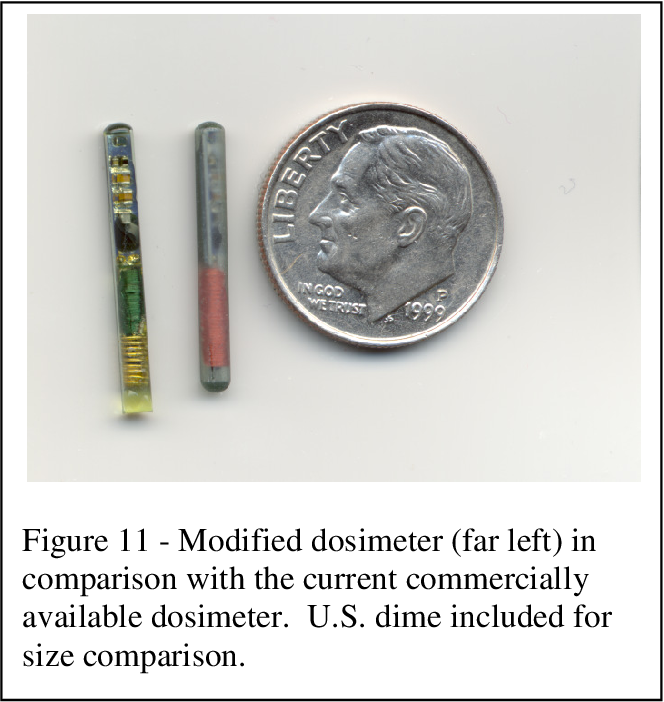 LIBERTY
IN GOD
WE TRUST
P
1999
Figure 11 - Modified dosimeter (far left) in
comparison with the current commercially
available dosimeter.  U.S. dime included for
size comparison.